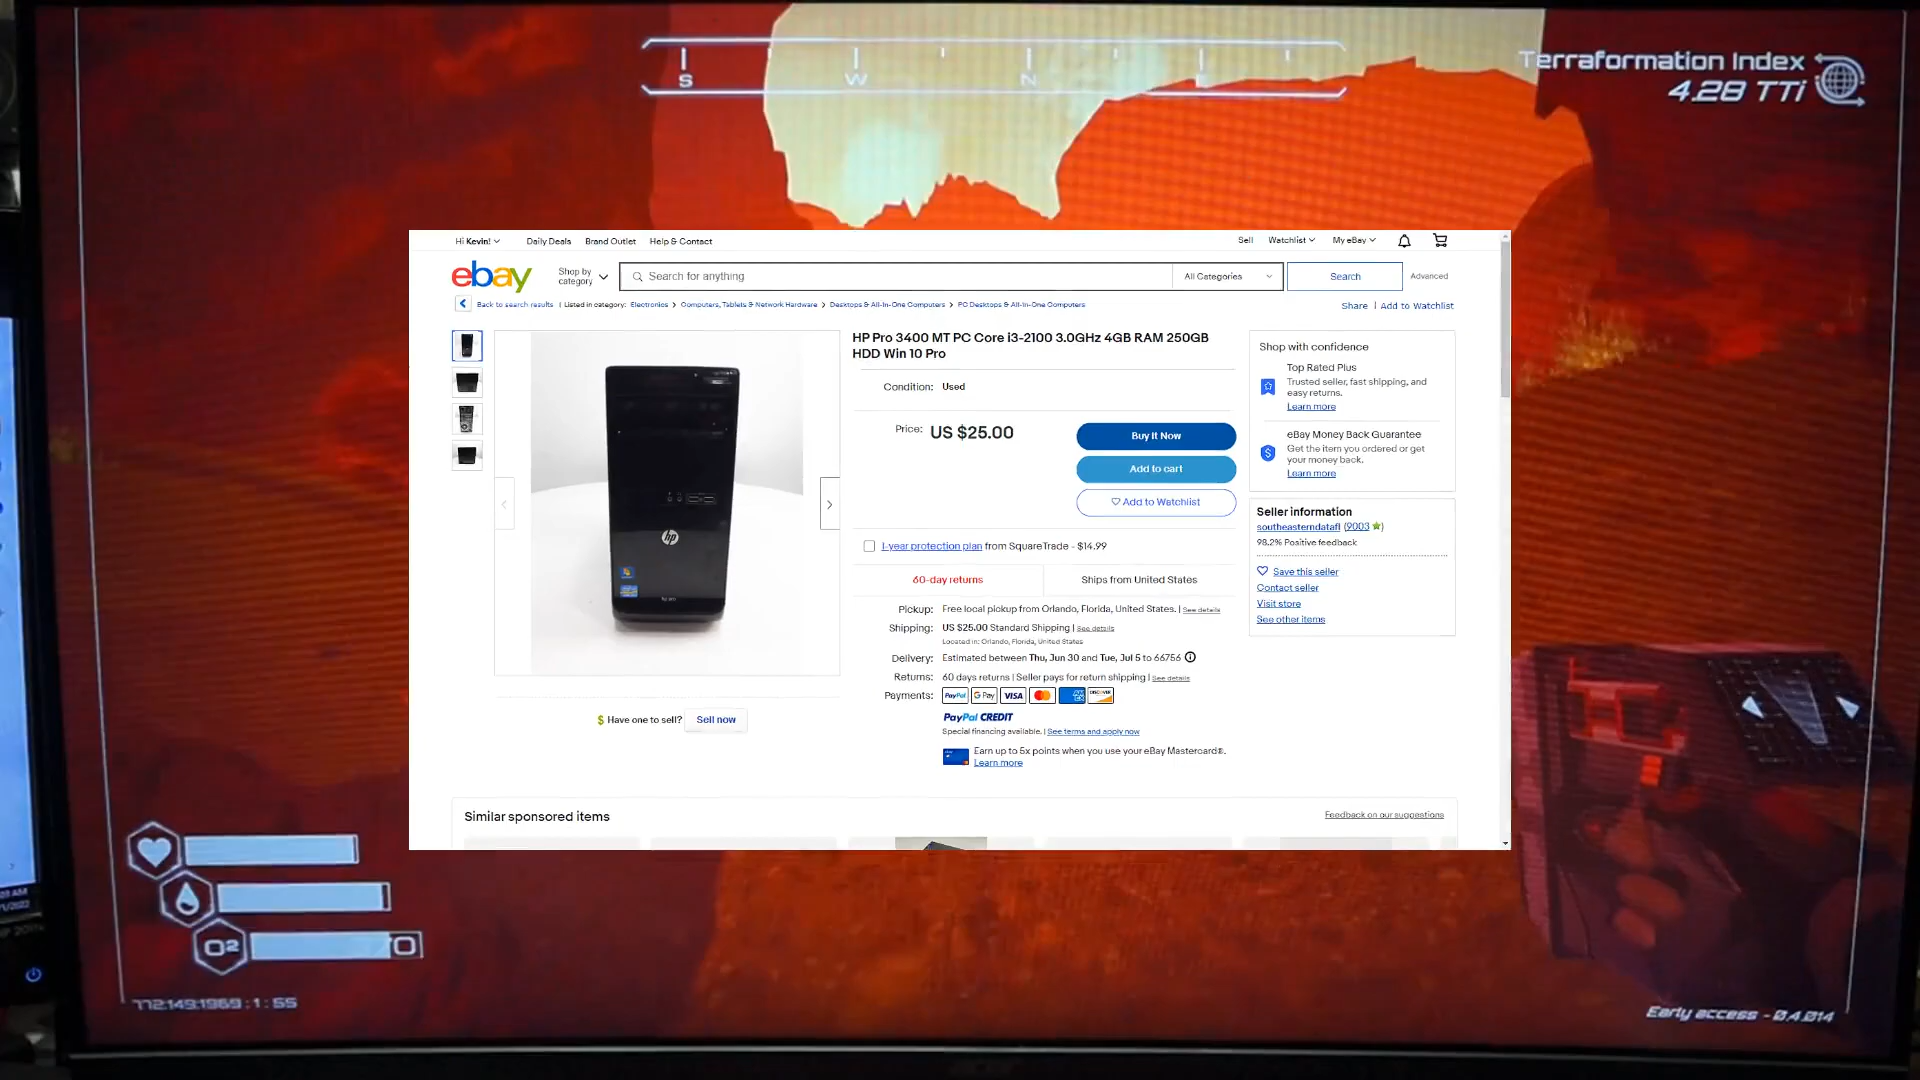 S W N E
Terraformation Index
4.28 TTi
Hi Kevin! Daily Deals Brand Outlet Help & Contact
Sell Watchlist My eBay
ebay
Shop by category
Search for anything
All Categories
Search
Advanced
Back to search results | Listed in category: Electronics > Computers, Tablets & Network Hardware > Desktops & All-In-One Computers > PC Desktops & All-In-One Computers
Share | Add to Watchlist
HP Pro 3400 MT PC Core i3-2100 3.0GHz 4GB RAM 250GB
HDD Win 10 Pro
Condition: Used
Price: US $25.00
Buy It Now
Add to cart
Add to Watchlist
1-year protection plan from SquareTrade - $14.99
60-day returns
Ships from United States
Pickup: Free local pickup from Orlando, Florida, United States. | See details
Shipping: US $25.00 Standard Shipping | See details
Located in: Orlando, Florida, United States
Delivery: Estimated between Thu, Jun 30 and Tue, Jul 5 to 66756
Returns: 60 days returns | Seller pays for return shipping | See details
Payments: PayPal G Pay VISA DISCOVER
PayPal CREDIT
Special financing available. | See terms and apply now
Earn up to 5x points when you use your eBay Mastercard®.
Learn more
hp
Have one to sell? Sell now
Shop with confidence
Top Rated Plus
Trusted seller, fast shipping, and
easy returns.
Learn more
eBay Money Back Guarantee
Get the item you ordered or get
your money back.
Learn more
Seller information
southeasterndatafl (9003)
98.2% Positive feedback
Save this seller
Contact seller
Visit store
See other items
Similar sponsored items
Feedback on our suggestions
O2
772:149:1969 : 1 : 55
Early access - 0.4.014